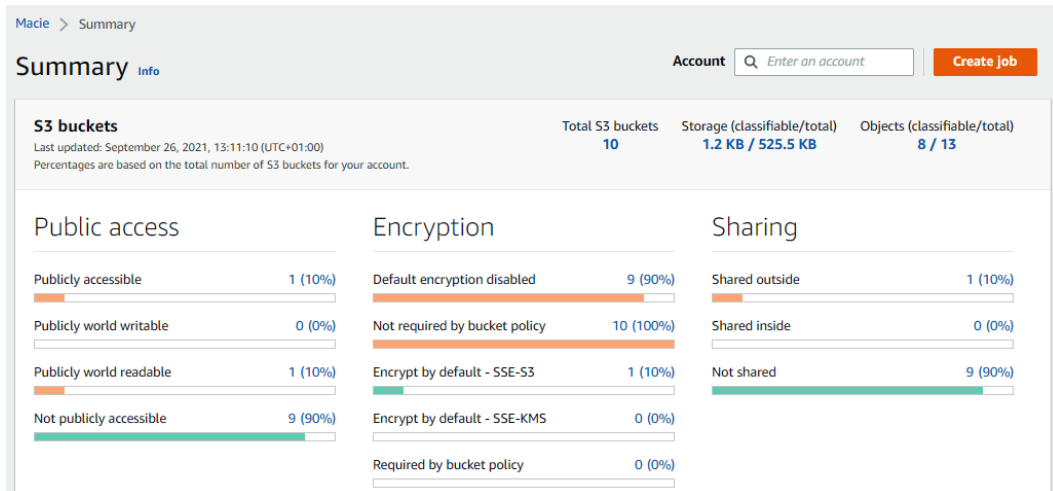 Macie > Summary
Summary Info
Account Enter an account Create job
S3 buckets
Last updated: September 26, 2021, 13:11:10 (UTC+01:00)
Percentages are based on the total number of S3 buckets for your account.
Total S3 buckets
10
Storage (classifiable/total)
1.2 KB / 525.5 KB
Objects (classifiable/total)
8 / 13
Public access
Publicly accessible 1 (10%)
Publicly world writable 0 (0%)
Publicly world readable 1 (10%)
Not publicly accessible 9 (90%)
Encryption
Default encryption disabled 9 (90%)
Not required by bucket policy 10 (100%)
Encrypt by default - SSE-S3 1 (10%)
Encrypt by default - SSE-KMS 0 (0%)
Required by bucket policy 0 (0%)
Sharing
Shared outside 1 (10%)
Shared inside 0 (0%)
Not shared 9 (90%)